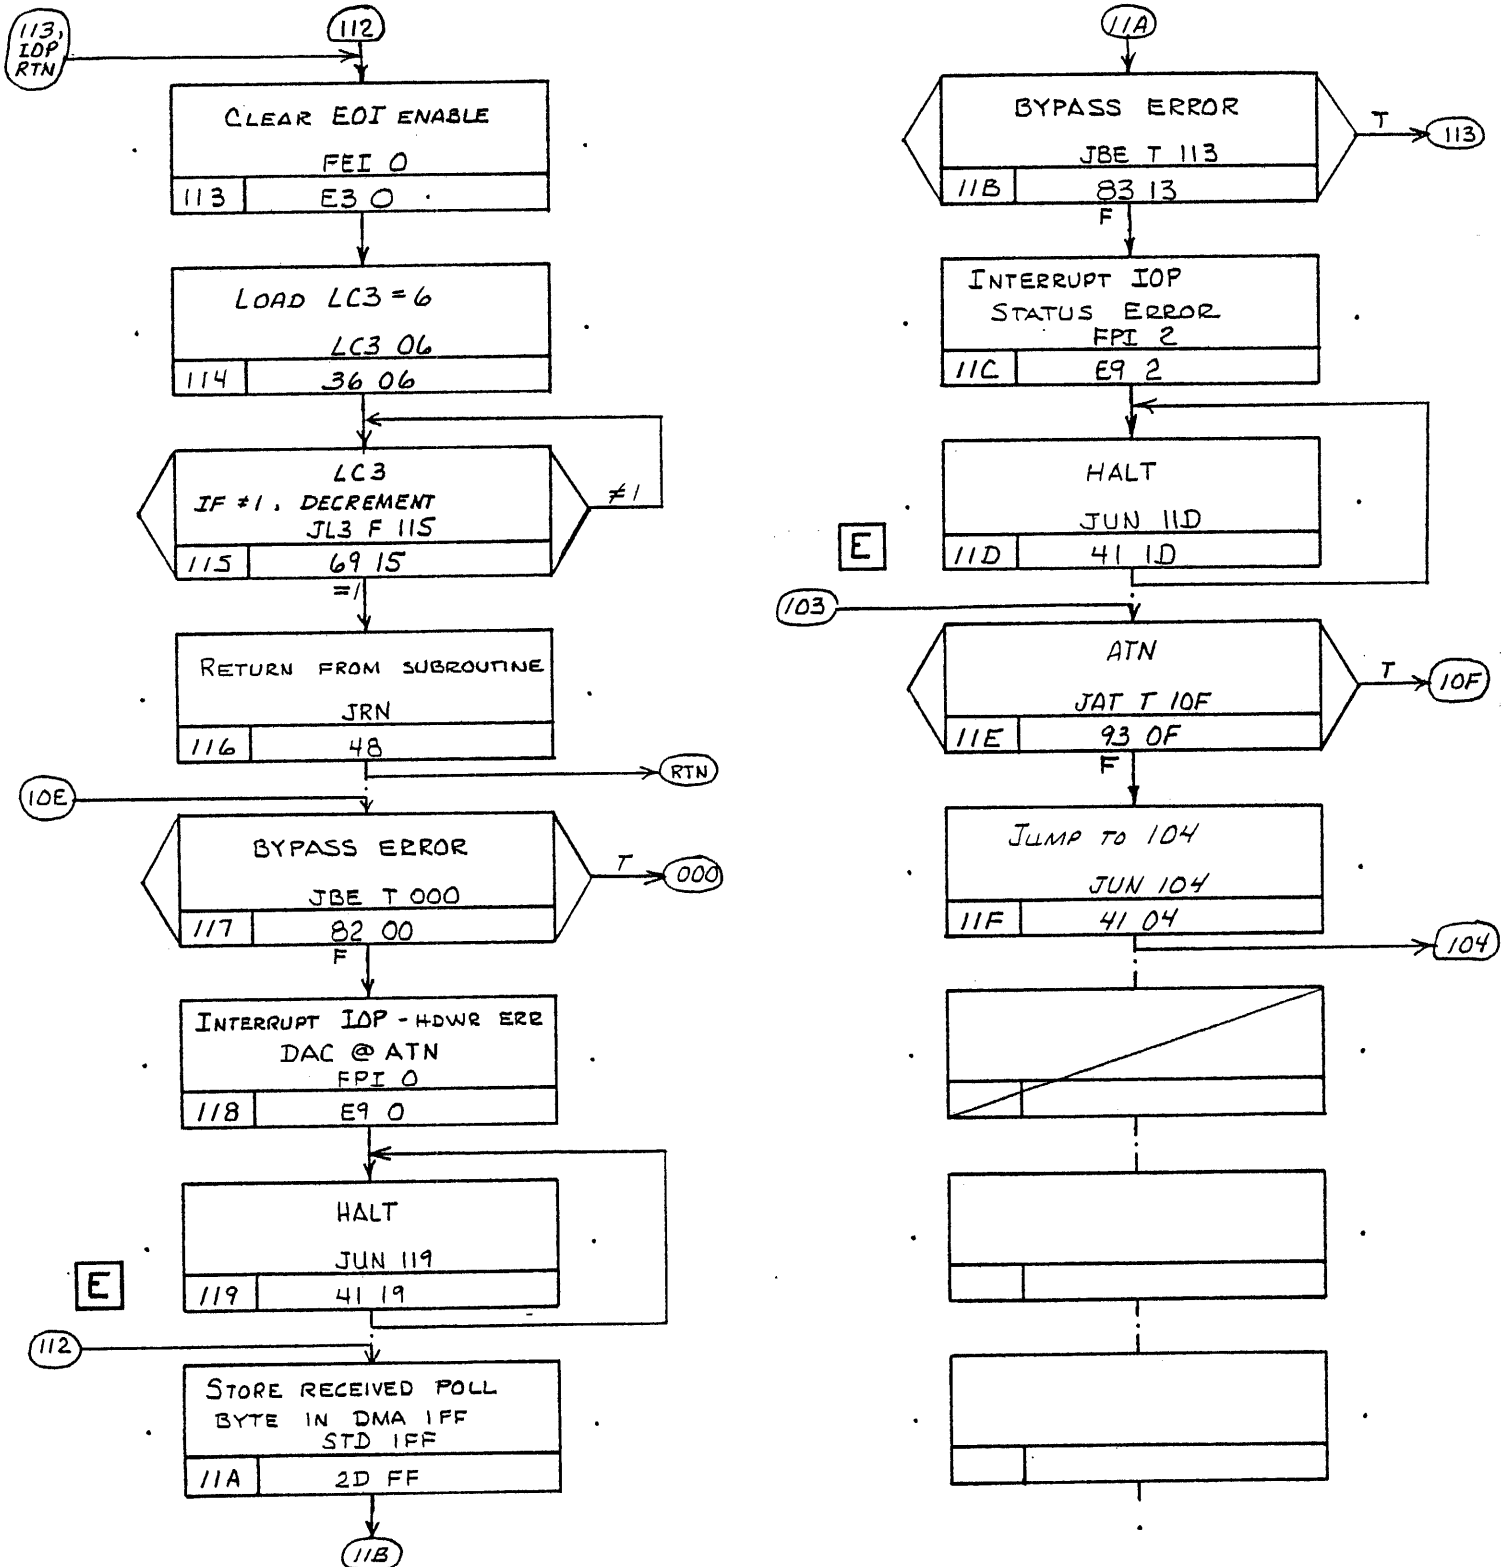 113,
IOP
RTN
112
CLEAR EOI ENABLE
FEI 0
113 E3 0
LOAD LC3 = 6
LC3 06
114 36 06
LC3
IF ≠1, DECREMENT
JL3 F 115
≠1
115 69 15
=1
RETURN FROM SUBROUTINE
JRN
116 48
RTN
10E
BYPASS ERROR
JBE T 000
T
000
117 82 00
F
INTERRUPT IOP - HDWR ERR
DAC @ ATN
FPI 0
118 E9 0
HALT
JUN 119
E
119 41 19
112
STORE RECEIVED POLL
BYTE IN DMA 1FF
STD 1FF
11A 2D FF
11B
11A
BYPASS ERROR
JBE T 113
T
113
11B 83 13
F
INTERRUPT IOP
STATUS ERROR
FPI 2
11C E9 2
HALT
JUN 11D
E
11D 41 1D
103
ATN
JAT T 10F
T
10F
11E 93 0F
F
JUMP TO 104
JUN 104
11F 41 04
104